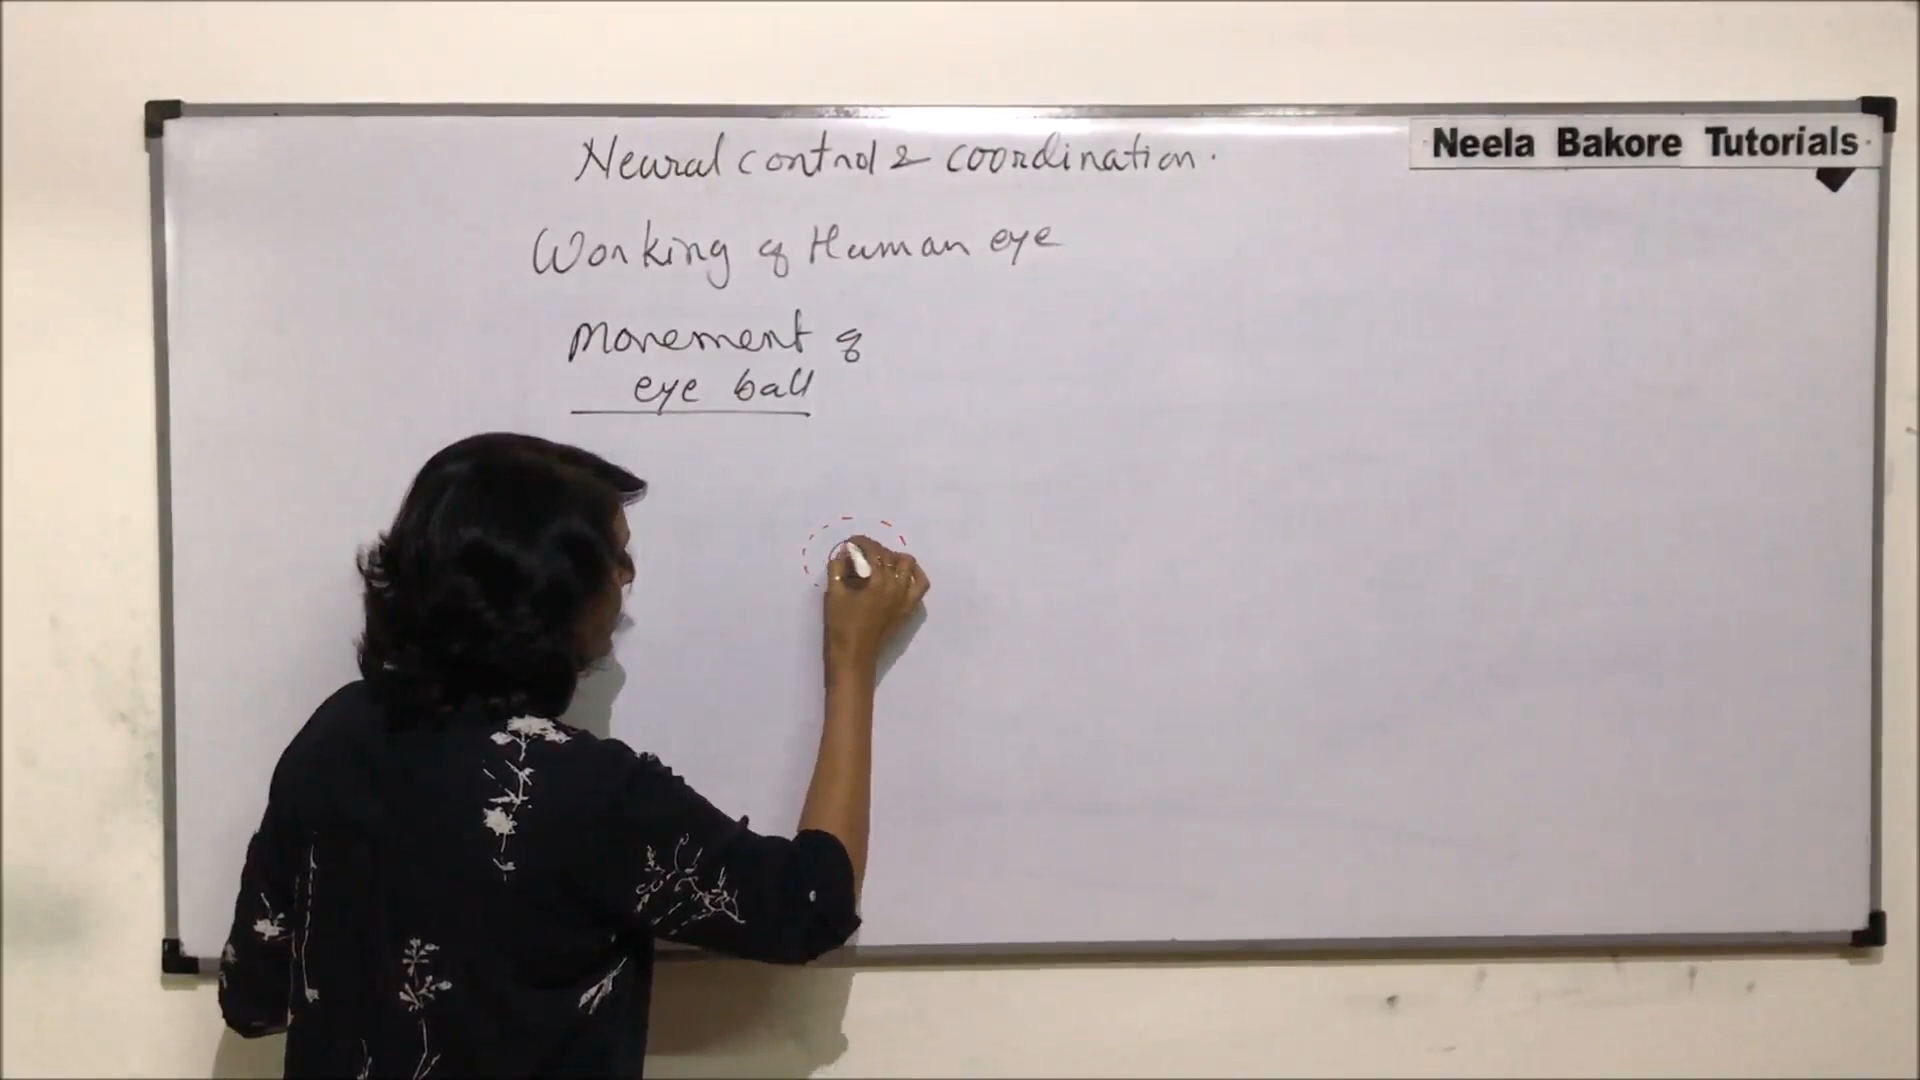 Neural control & coordination.
Neela Bakore Tutorials
Working of Human eye
Movement of
eye ball